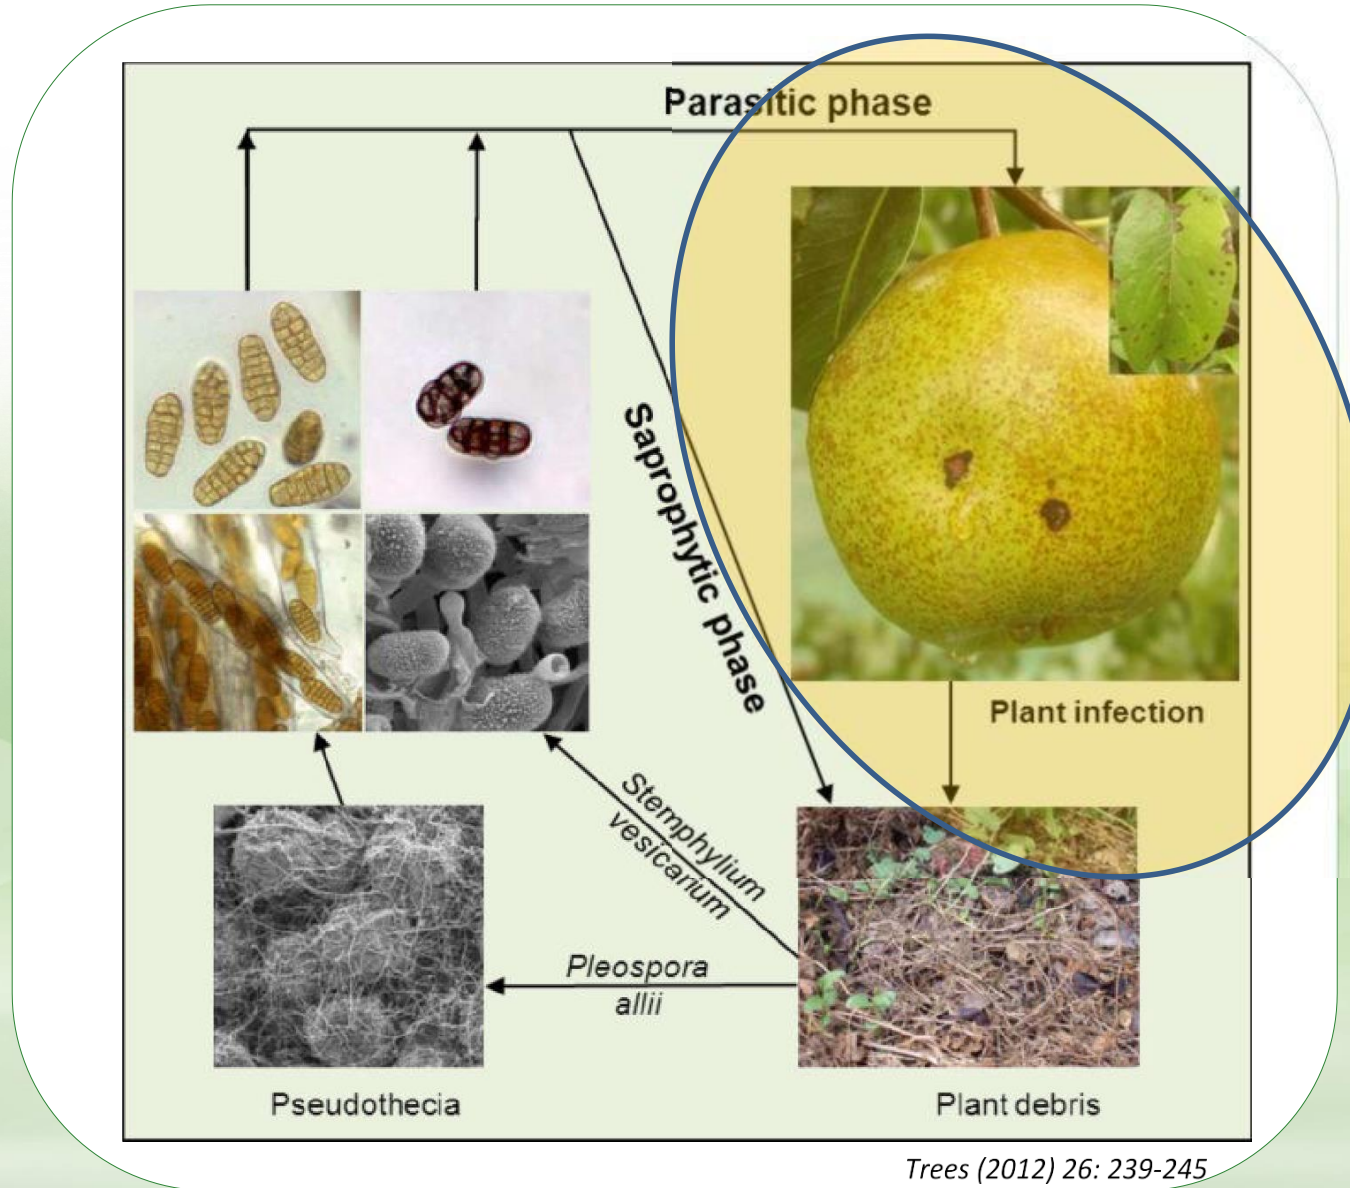 Parasitic phase
Saprophytic phase
Plant infection
Stemphylium
vesicarium
Pleospora
allii
Pseudothecia
Plant debris
Trees (2012) 26: 239-245